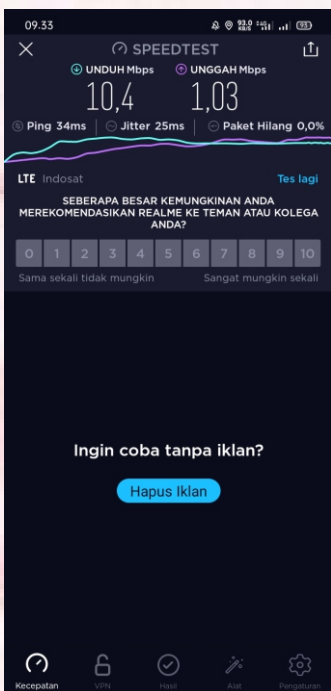 09.33
93.0
KB/S
93
SPEEDTEST
UNDUH Mbps
UNGGAH Mbps
10,4
1,03
Ping 34ms
Jitter 25ms
Paket Hilang 0,0%
LTE Indosat
Tes lagi
SEBERAPA BESAR KEMUNGKINAN ANDA
MEREKOMENDASIKAN REALME KE TEMAN ATAU KOLEGA
ANDA?
0 1 2 3 4 5 6 7 8 9 10
Sama sekali tidak mungkin
Sangat mungkin sekali
Ingin coba tanpa iklan?
Hapus Iklan
Kecepatan
VPN
Hasil
Alat
Pengaturan